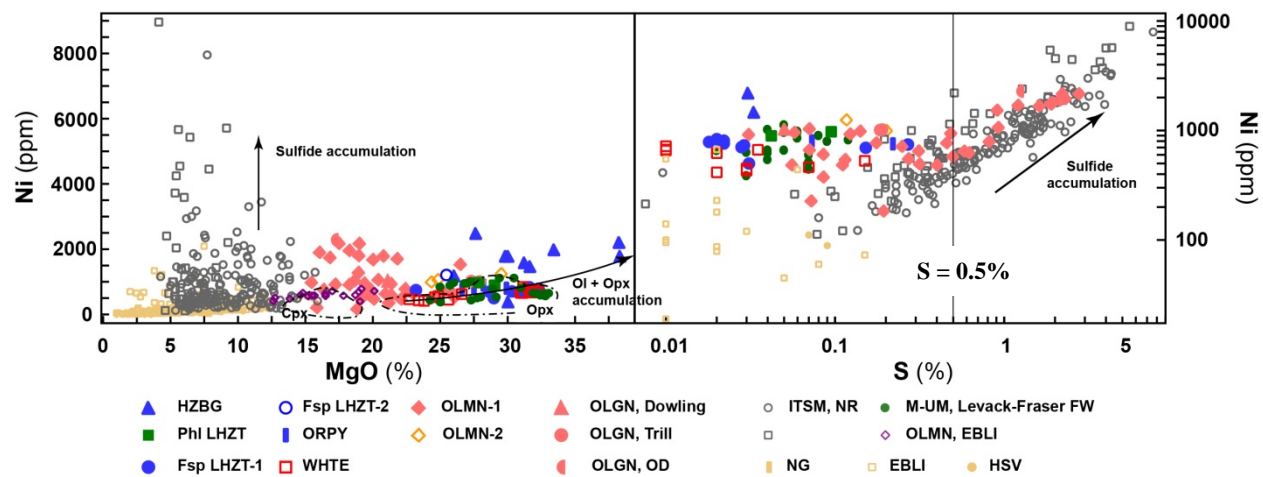 8000
6000
4000
2000
0
Ni (ppm)
Sulfide accumulation
Cpx
Opx
Ol + Opx
accumulation
0 5 10 15 20 25 30 35
MgO (%)
10000
1000
100
Ni (ppm)
Sulfide
accumulation
S = 0.5%
0.01 0.1 1 5
S (%)
HZBG Fsp LHZT-2 OLMN-1 OLGN, Dowling ITSM, NR M-UM, Levack-Fraser FW
Phl LHZT ORPY OLMN-2 OLGN, Trill OLMN, EBLI
Fsp LHZT-1 WHTE OLGN, OD NG EBLI HSV